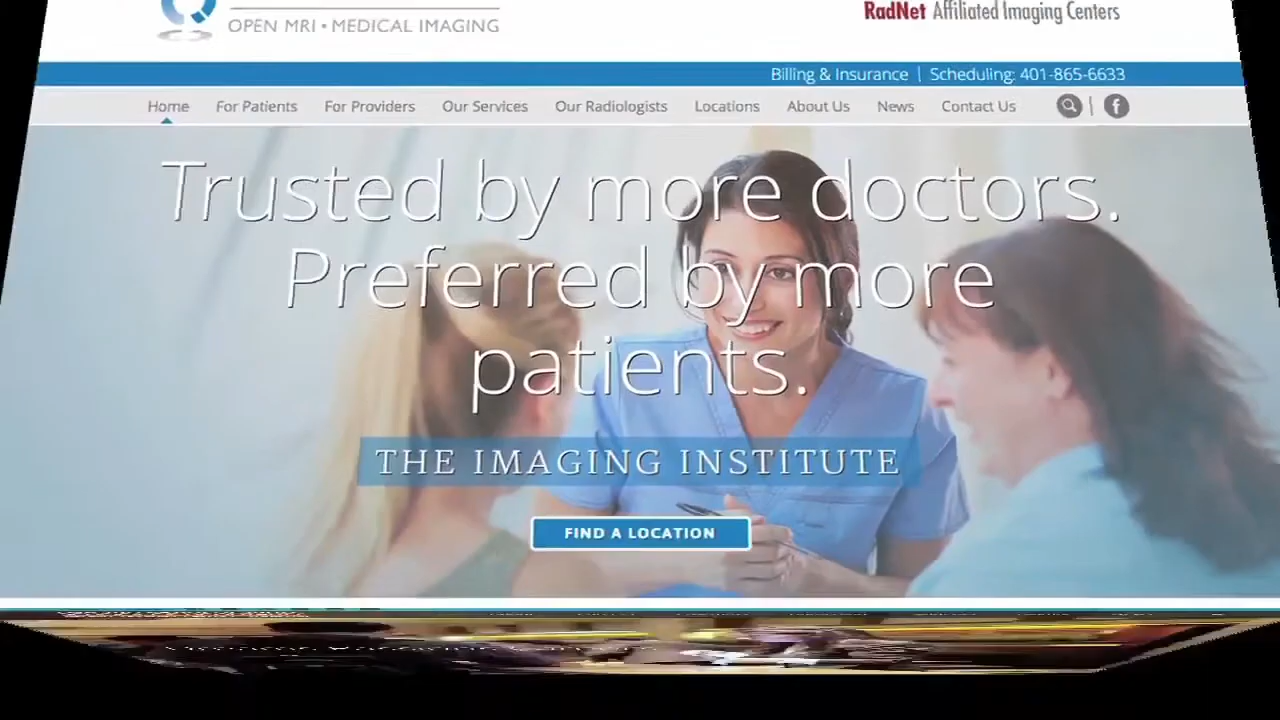 OPEN MRI • MEDICAL IMAGING
RadNet Affiliated Imaging Centers
Billing & Insurance | Scheduling: 401-865-6633
Home For Patients For Providers Our Services Our Radiologists Locations About Us News Contact Us
Trusted by more doctors.
Preferred by more
patients.
THE IMAGING INSTITUTE
FIND A LOCATION